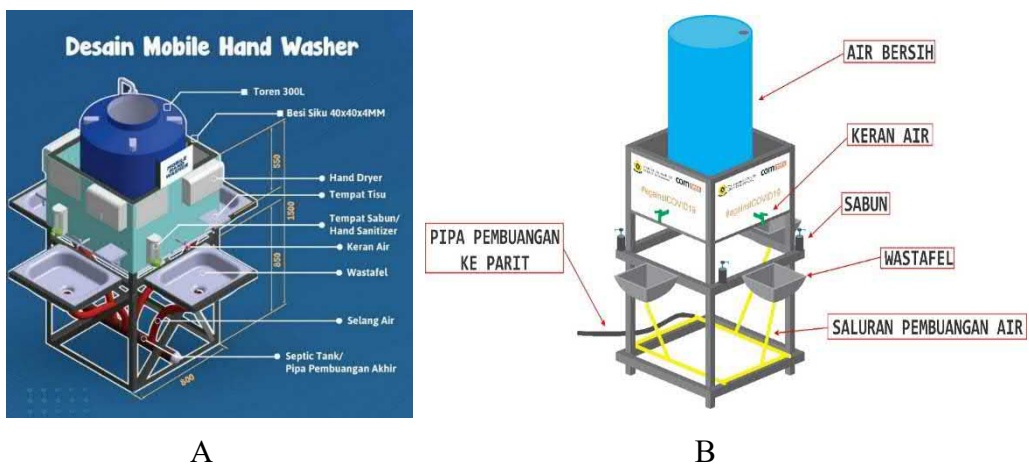 Desain Mobile Hand Washer
Toren 300L
Besi Siku 40x40x4MM
550
Hand Dryer
Tempat Tisu
1500
Tempat Sabun/
Hand Sanitizer
Keran Air
850
Wastafel
Selang Air
Septic Tank/
Pipa Pembuangan Akhir
800
A
AIR BERSIH
KERAN AIR
#againstCOVID19
#againstCOVID19
SABUN
PIPA PEMBUANGAN
KE PARIT
WASTAFEL
SALURAN PEMBUANGAN AIR
B